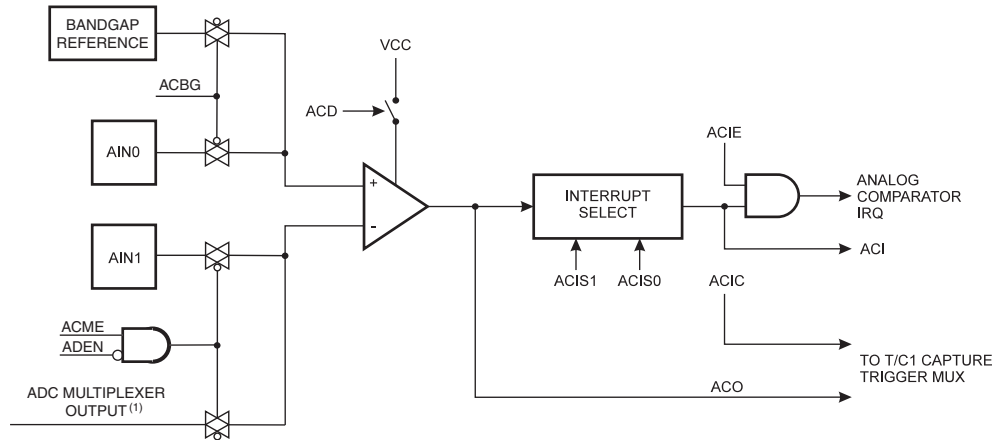 BANDGAP
REFERENCE
ACBG
AIN0
VCC
ACD
+
-
INTERRUPT
SELECT
ACIS1
ACIS0
ACIE
ANALOG
COMPARATOR
IRQ
ACI
ACIC
AIN1
ACME
ADEN
ADC MULTIPLEXER
OUTPUT (1)
TO T/C1 CAPTURE
TRIGGER MUX
ACO